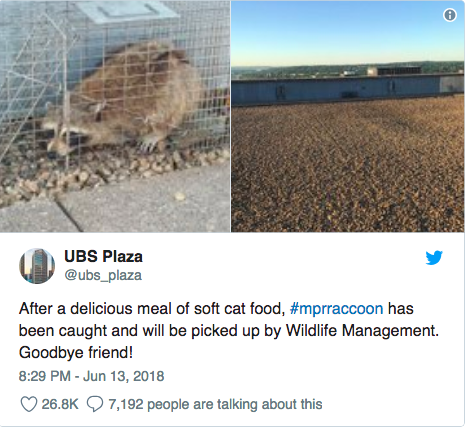 UBS Plaza
@ubs_plaza
After a delicious meal of soft cat food, #mprraccoon has
been caught and will be picked up by Wildlife Management.
Goodbye friend!
8:29 PM - Jun 13, 2018
26.8K 7,192 people are talking about this